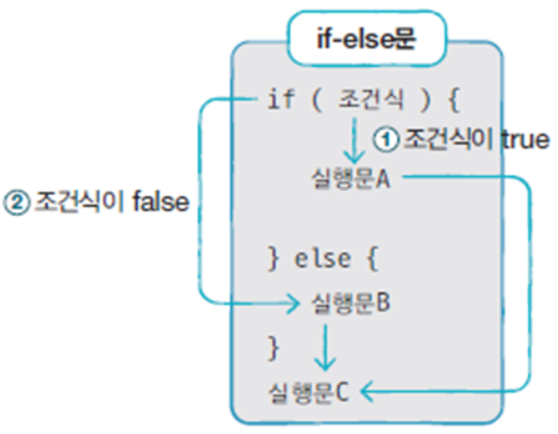 if-else문
if ( 조건식 ) {
① 조건식이 true
실행문A
② 조건식이 false
} else {
실행문B
}
실행문C